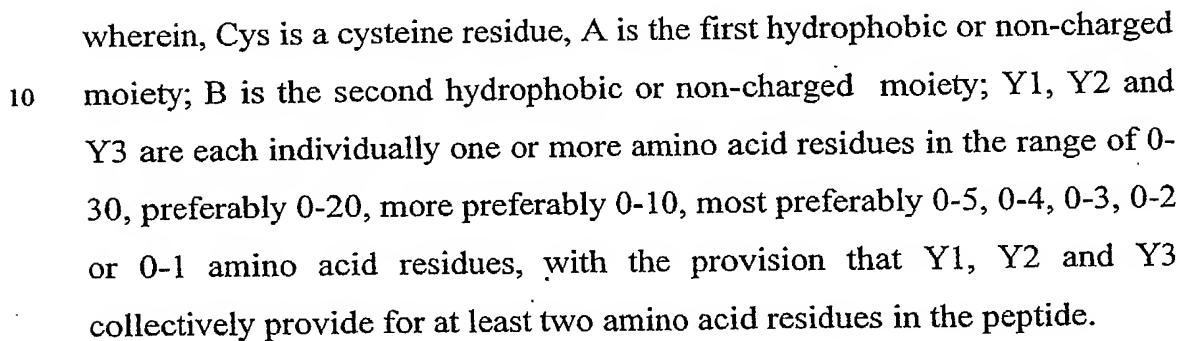 wherein, Cys is a cysteine residue, A is the first hydrophobic or non-charged
10 moiety; B is the second hydrophobic or non-charged moiety; Y1, Y2 and
Y3 are each individually one or more amino acid residues in the range of 0-
30, preferably 0-20, more preferably 0-10, most preferably 0-5, 0-4, 0-3, 0-2
or 0-1 amino acid residues, with the provision that Y1, Y2 and Y3
collectively provide for at least two amino acid residues in the peptide.